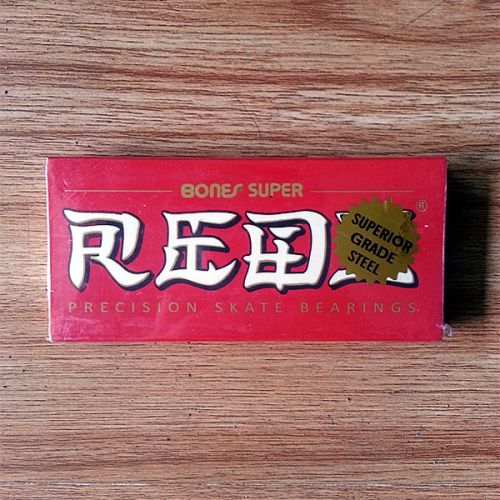 BONES SUPER
REDS
®
SUPERIOR
GRADE
STEEL
PRECISION SKATE BEARINGS